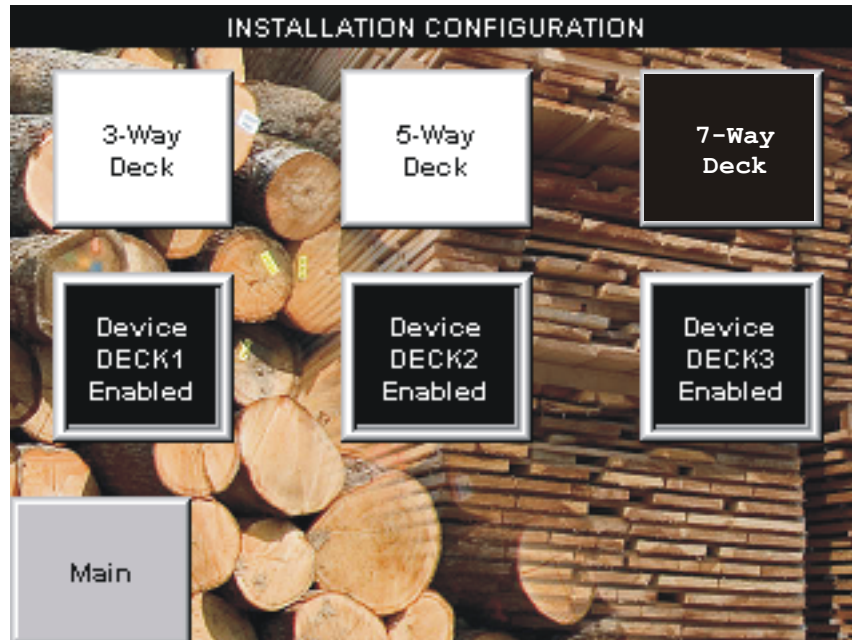 INSTALLATION CONFIGURATION
3-Way
Deck
5-Way
Deck
7-Way
Deck
Device
DECK1
Enabled
Device
DECK2
Enabled
Device
DECK3
Enabled
Main